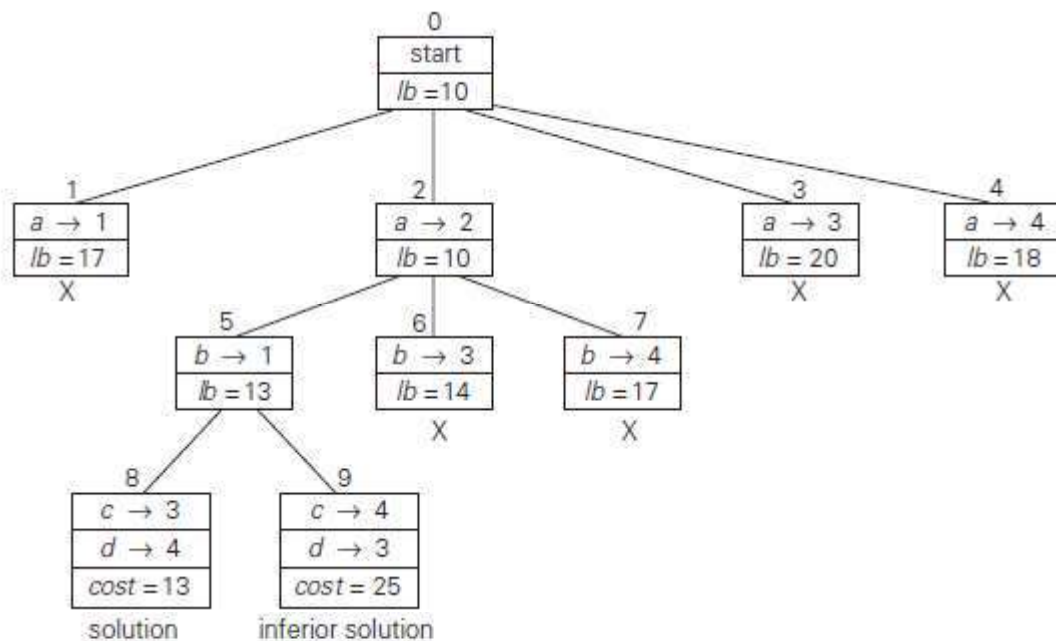 0
start
lb = 10
1
2
3
4
a → 1
a → 2
a → 3
a → 4
lb = 17
lb = 10
lb = 20
lb = 18
X
X
X
5
6
7
b → 1
b → 3
b → 4
lb = 13
lb = 14
lb = 17
X
X
8
9
c → 3
c → 4
d → 4
d → 3
cost = 13
cost = 25
solution
inferior solution